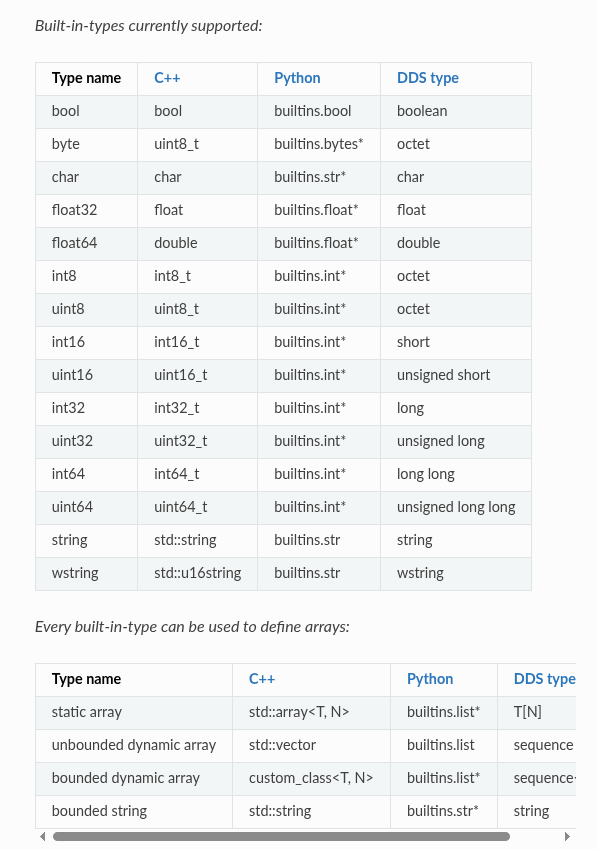 Built-in-types currently supported:
Type name C++ Python DDS type
bool bool builtins.bool boolean
byte uint8_t builtins.bytes* octet
char char builtins.str* char
float32 float builtins.float* float
float64 double builtins.float* double
int8 int8_t builtins.int* octet
uint8 uint8_t builtins.int* octet
int16 int16_t builtins.int* short
uint16 uint16_t builtins.int* unsigned short
int32 int32_t builtins.int* long
uint32 uint32_t builtins.int* unsigned long
int64 int64_t builtins.int* long long
uint64 uint64_t builtins.int* unsigned long long
string std::string builtins.str string
wstring std::u16string builtins.str wstring
Every built-in-type can be used to define arrays:
Type name C++ Python DDS type
static array std::array<T, N> builtins.list* T[N]
unbounded dynamic array std::vector builtins.list sequence
bounded dynamic array custom_class<T, N> builtins.list* sequence
bounded string std::string builtins.str* string